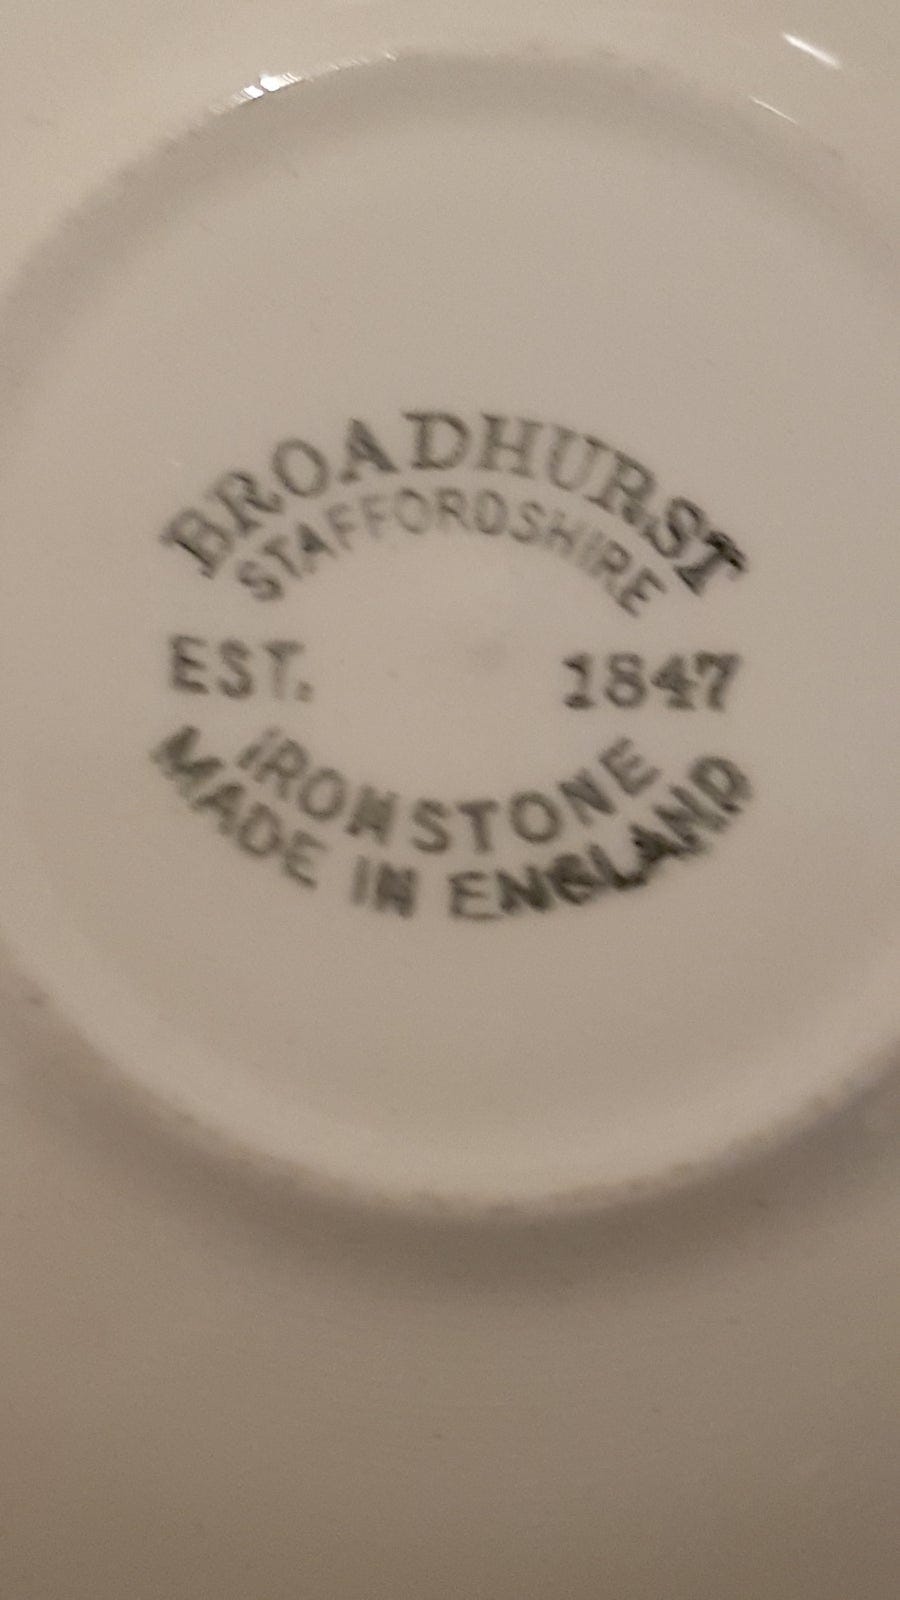 BROADHURST
STAFFORDSHIRE
EST. 1847
IRONSTONE
MADE IN ENGLAND